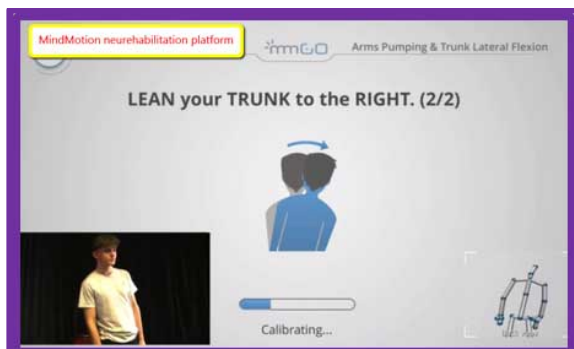 MindMotion neurehabilitation platform
mmGO
Arms Pumping & Trunk Lateral Flexion
LEAN your TRUNK to the RIGHT. (2/2)
Calibrating...